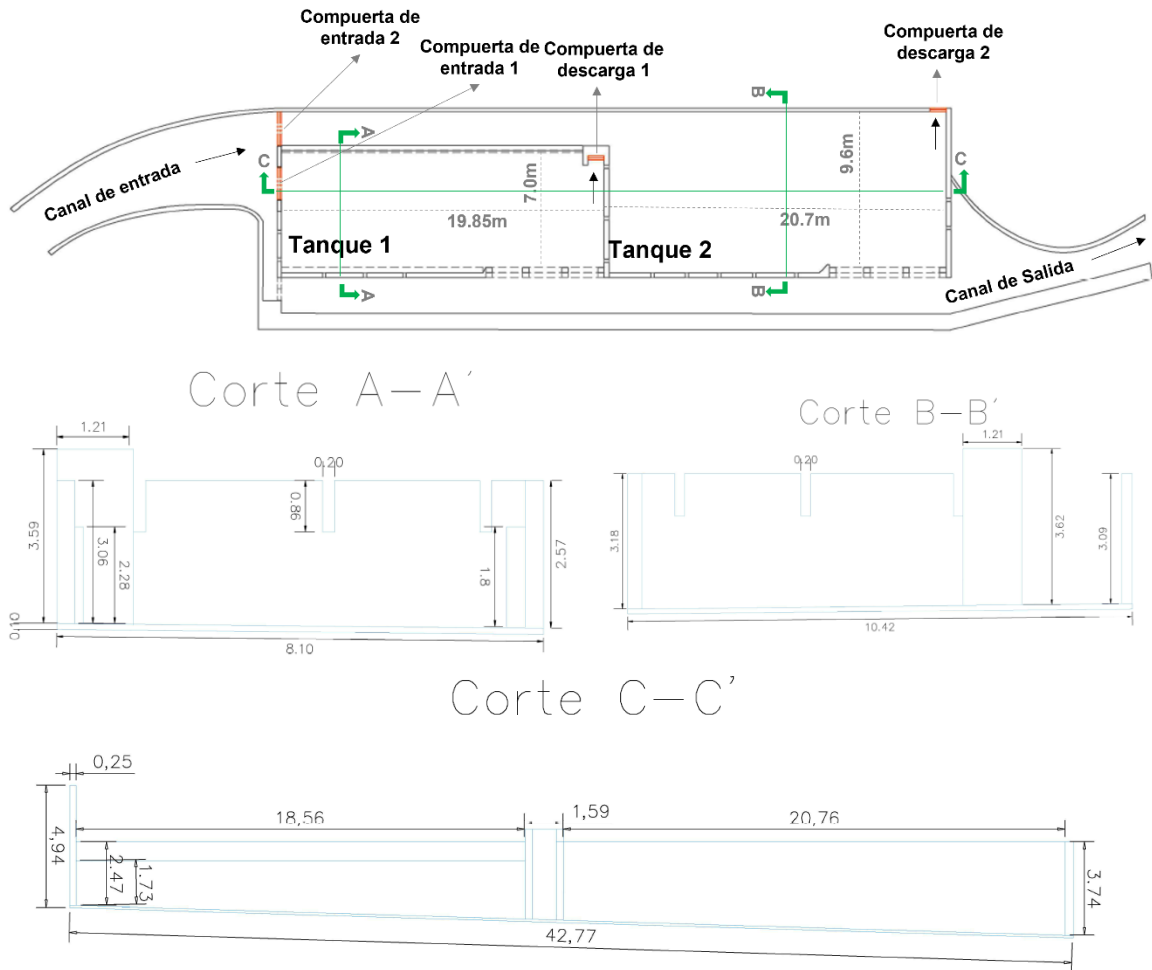 Compuerta de
entrada 2
Compuerta de
entrada 1
Compuerta de
descarga 1
Compuerta de
descarga 2
A
B
C
C
Canal de entrada
7.0m
9.6m
19.85m
20.7m
Tanque 1
Tanque 2
A
B
Canal de Salida
Corte A-A'
Corte B-B'
1.21
0.20
0.86
3.59
3.06
2.28
1.8
2.57
0.10
8.10
1.21
0.20
3.18
3.62
3.09
10.42
Corte C-C'
0,25
18,56
1,59
20,76
4,94
2.47
1.73
3.74
42,77